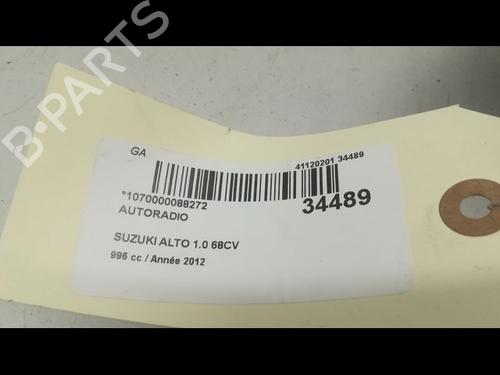 B-PARTS
GA
41120201 34489
*1070000088272
34489
AUTORADIO
SUZUKI ALTO 1.0 68CV
996 cc / Année 2012